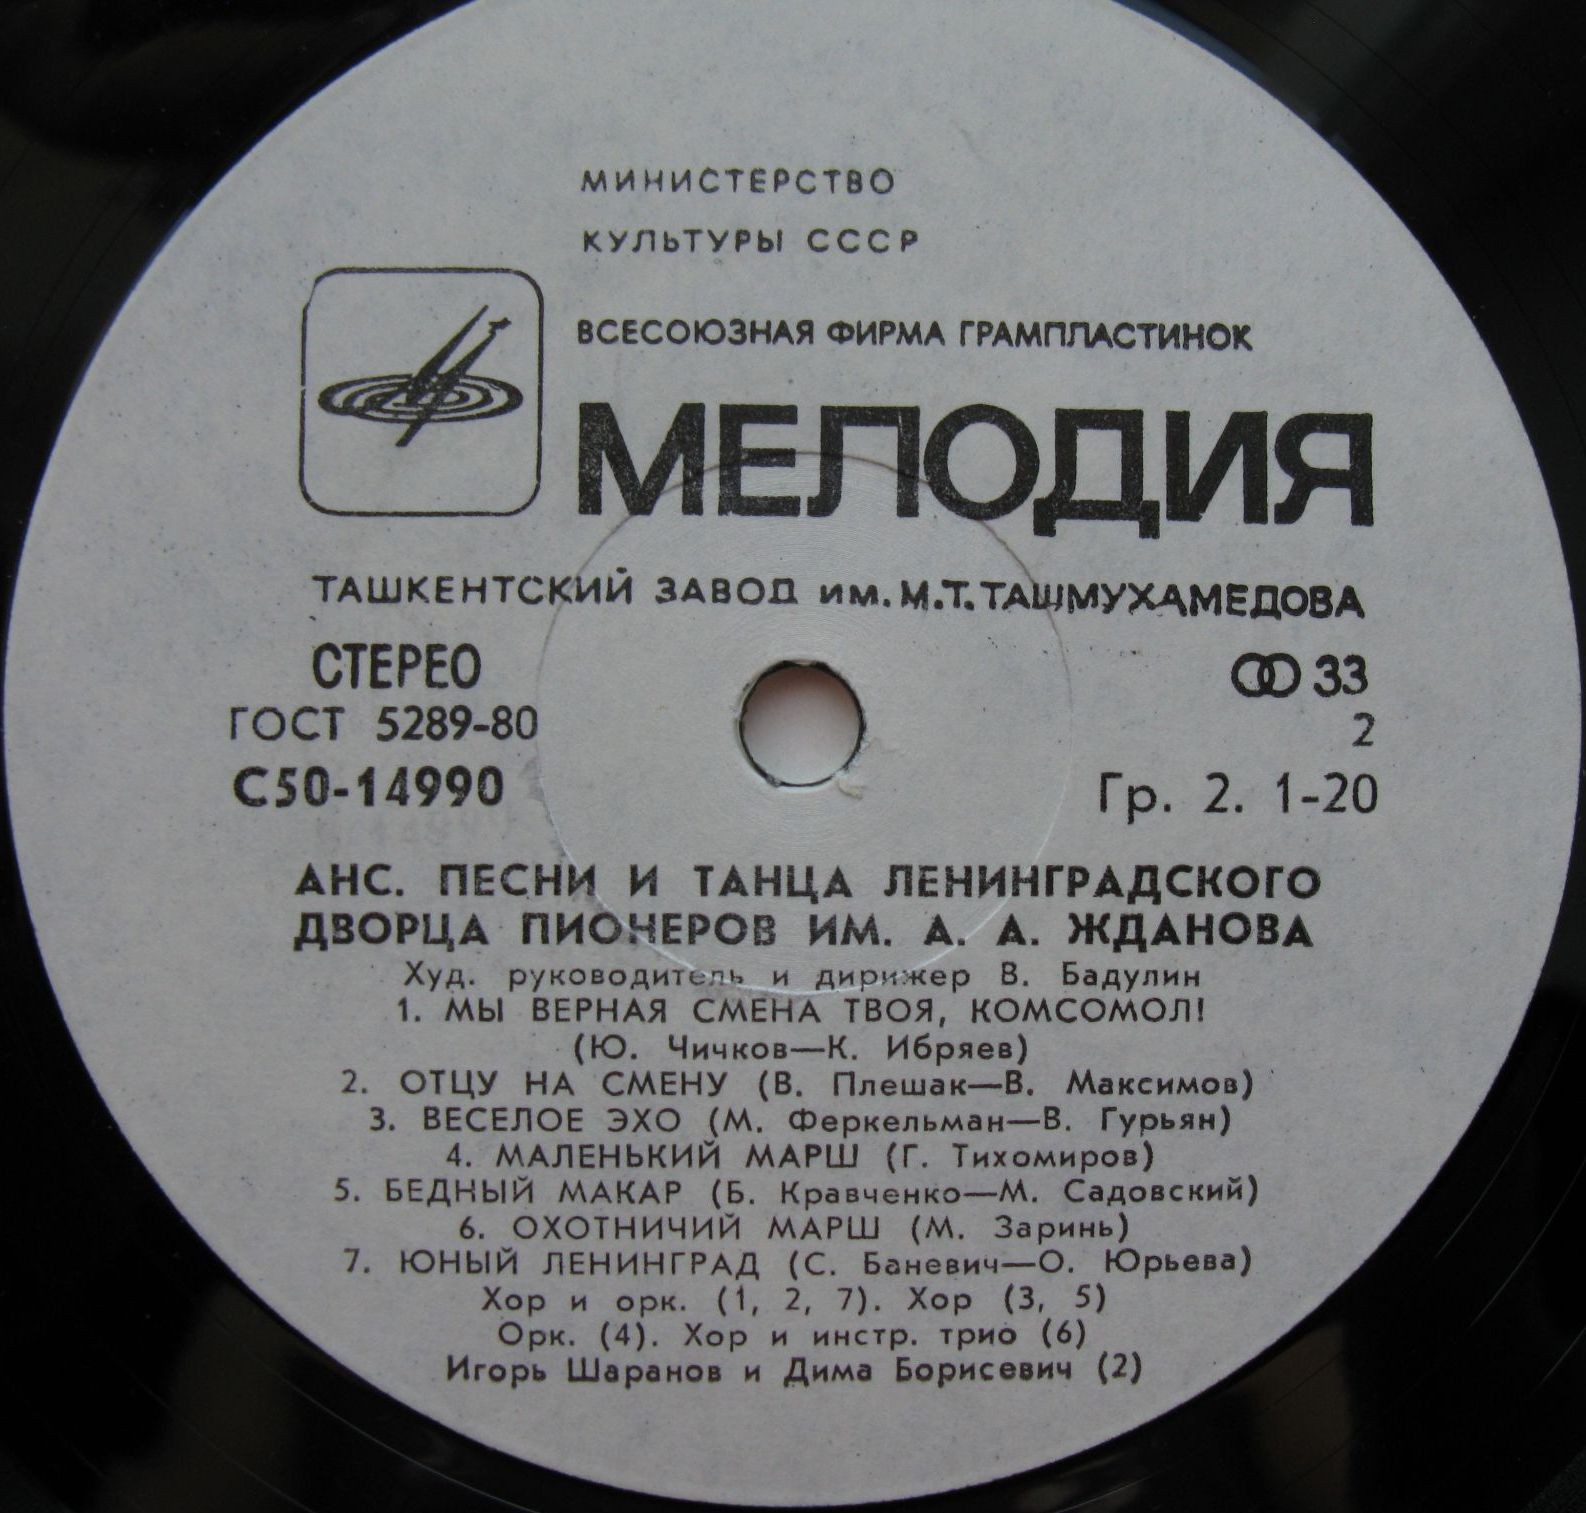 МИНИСТЕРСТВО
КУЛЬТУРЫ СССР
ВСЕСОЮЗНАЯ ФИРМА ГРАМПЛАСТИНОК
МЕЛОДИЯ
ТАШКЕНТСКИЙ ЗАВОД им. М.Т. ТАШМУХАМЕДОВА
СТЕРЕО 33
ГОСТ 5289-80 2
С50-14990 Гр. 2. 1-20
АНС. ПЕСНИ И ТАНЦА ЛЕНИНГРАДСКОГО
ДВОРЦА ПИОНЕРОВ ИМ. А. А. ЖДАНОВА
Худ. руководитель и дирижер В. Бадулин
1. МЫ ВЕРНАЯ СМЕНА ТВОЯ, КОМСОМОЛ!
(Ю. Чичков—К. Ибряев)
2. ОТЦУ НА СМЕНУ (В. Плешак—В. Максимов)
3. ВЕСЕЛОЕ ЭХО (М. Феркельман—В. Гурьян)
4. МАЛЕНЬКИЙ МАРШ (Г. Тихомиров)
5. БЕДНЫЙ МАКАР (Б. Кравченко—М. Садовский)
6. ОХОТНИЧИЙ МАРШ (М. Заринь)
7. ЮНЫЙ ЛЕНИНГРАД (С. Баневич—О. Юрьева)
Хор и орк. (1, 2, 7). Хор (3, 5)
Орк. (4). Хор и инстр. трио (6)
Игорь Шаранов и Дима Борисевич (2)